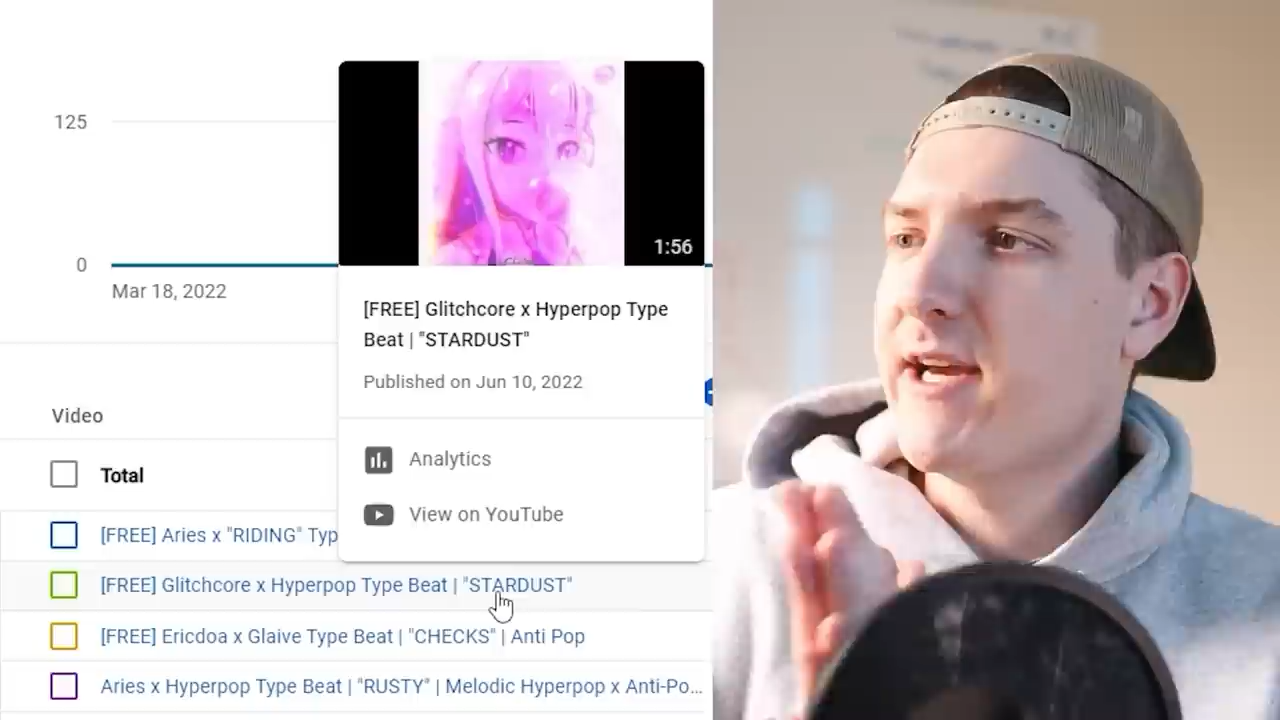 125
1:56
0
Mar 18, 2022
[FREE] Glitchcore x Hyperpop Type
Beat | "STARDUST"
Published on Jun 10, 2022
Video
Analytics
Total
View on YouTube
[FREE] Aries x "RIDING" Typ
[FREE] Glitchcore x Hyperpop Type Beat | "STARDUST"
[FREE] Ericdoa x Glaive Type Beat | "CHECKS" | Anti Pop
Aries x Hyperpop Type Beat | "RUSTY" | Melodic Hyperpop x Anti-Po...